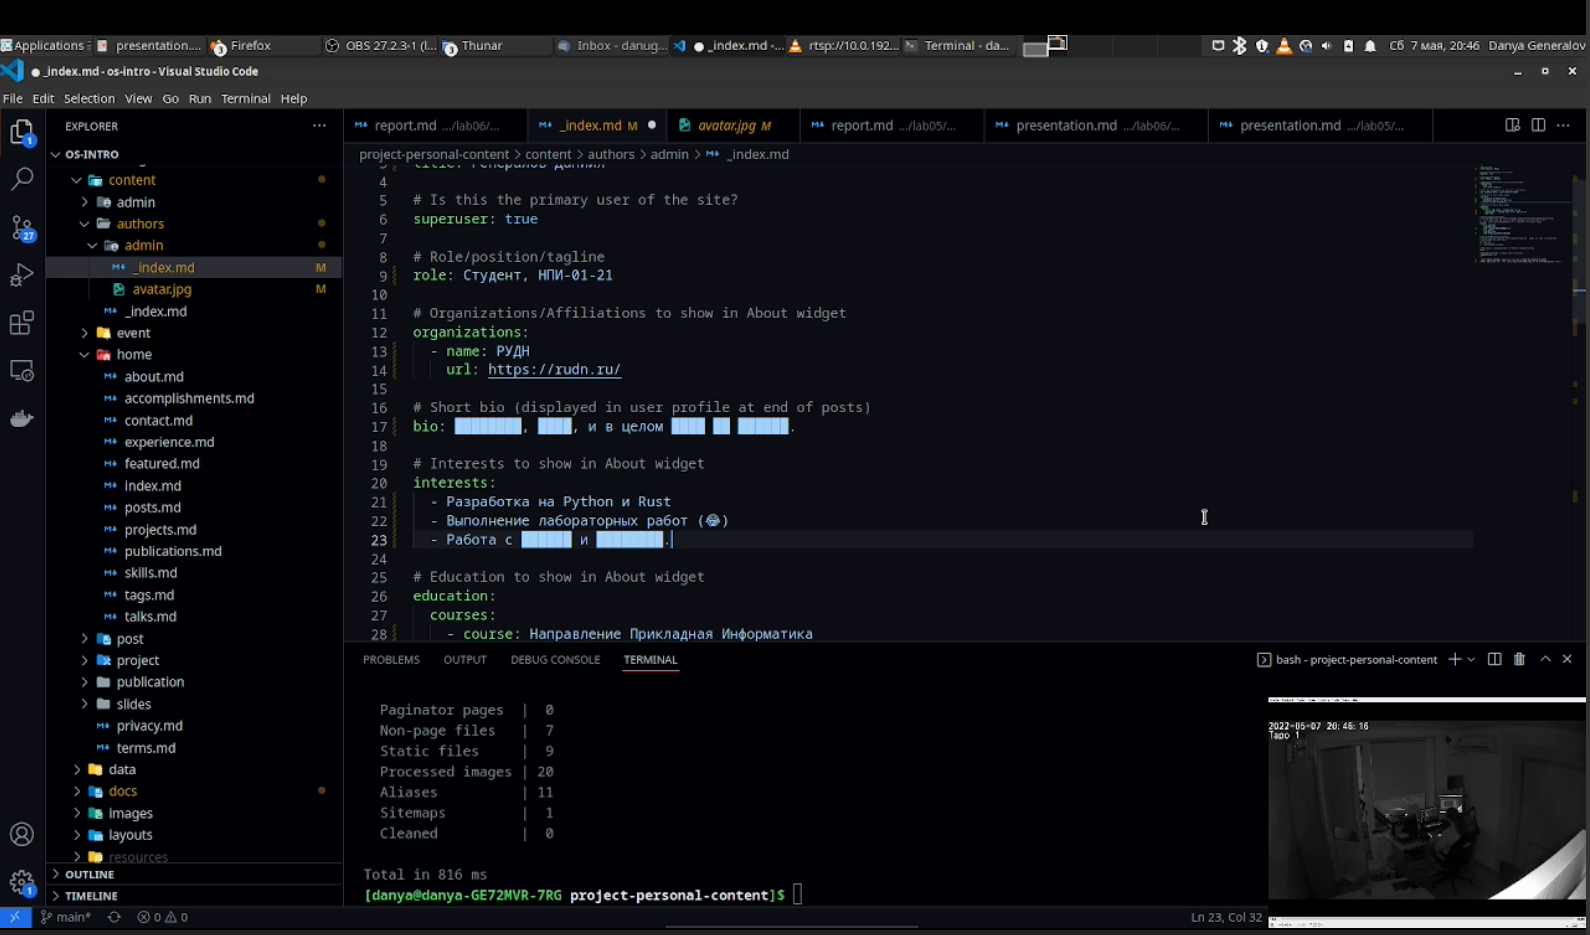 Applications presentation.... Firefox OBS 27.2.3-1 (l... Thunar Inbox - danug... _index.md -... rtsp://10.0.192... Terminal - da... Сб 7 мая, 20:46 Danya Generalov
_index.md - os-intro - Visual Studio Code
File Edit Selection View Go Run Terminal Help
EXPLORER
OS-INTRO
content
admin
authors
admin
_index.md M
avatar.jpg M
_index.md
event
home
about.md
accomplishments.md
contact.md
experience.md
featured.md
index.md
posts.md
projects.md
publications.md
skills.md
tags.md
talks.md
post
project
publication
slides
privacy.md
terms.md
data
docs
images
layouts
resources
OUTLINE
TIMELINE
report.md .../lab06/... _index.md M avatar.jpg M report.md .../lab05/... presentation.md .../lab06/... presentation.md .../lab05/...
project-personal-content > content > authors > admin > _index.md
3 title: Генералов Даниил
4
5 # Is this the primary user of the site?
6 superuser: true
7
8 # Role/position/tagline
9 role: Студент, НПИ-01-21
10
11 # Organizations/Affiliations to show in About widget
12 organizations:
13 - name: РУДН
14 url: https://rudn.ru/
15
16 # Short bio (displayed in user profile at end of posts)
17 bio: ████████, ████, и в целом ████ ██ ██████.
18
19 # Interests to show in About widget
20 interests:
21 - Разработка на Python и Rust
22 - Выполнение лабораторных работ (😂)
23 - Работа с ██████ и ████████.
24
25 # Education to show in About widget
26 education:
27 courses:
28 - course: Направление Прикладная Информатика
PROBLEMS OUTPUT DEBUG CONSOLE TERMINAL
bash - project-personal-content
Paginator pages | 0
Non-page files | 7
Static files | 9
Processed images | 20
Aliases | 11
Sitemaps | 1
Cleaned | 0
Total in 816 ms
[danya@danya-GE72MVR-7RG project-personal-content]$
2022-05-07 20:46:16
Tapo 1
main* 0 0 Ln 23, Col 32